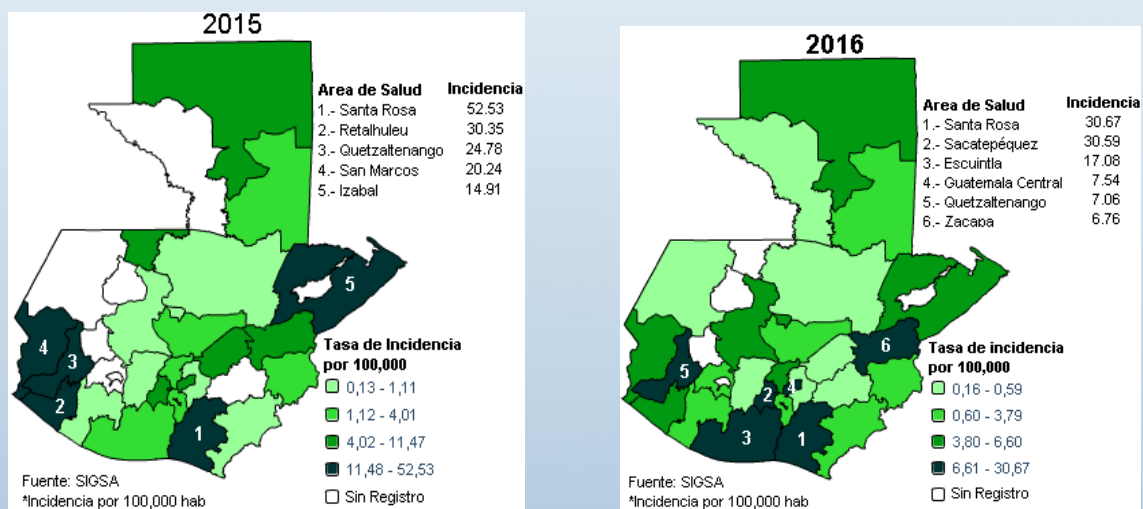 2015
Area de Salud Incidencia
1.- Santa Rosa 52.53
2.- Retalhuleu 30.35
3.- Quetzaltenango 24.78
4.- San Marcos 20.24
5.- Izabal 14.91
5
4
3
2
1
Tasa de Incidencia
por 100,000
0,13 - 1,11
1,12 - 4,01
4,02 - 11,47
11,48 - 52,53
Sin Registro
Fuente: SIGSA
*Incidencia por 100,000 hab
2016
Area de Salud Incidencia
1.- Santa Rosa 30.67
2.- Sacatepéquez 30.59
3.- Escuintla 17.08
4.- Guatemala Central 7.54
5.- Quetzaltenango 7.06
6.- Zacapa 6.76
6
5
4
2
3
1
Tasa de incidencia
por 100,000
0,16 - 0,59
0,60 - 3,79
3,80 - 6,60
6,61 - 30,67
Sin Registro
Fuente: SIGSA
*Incidencia por 100,000 hab